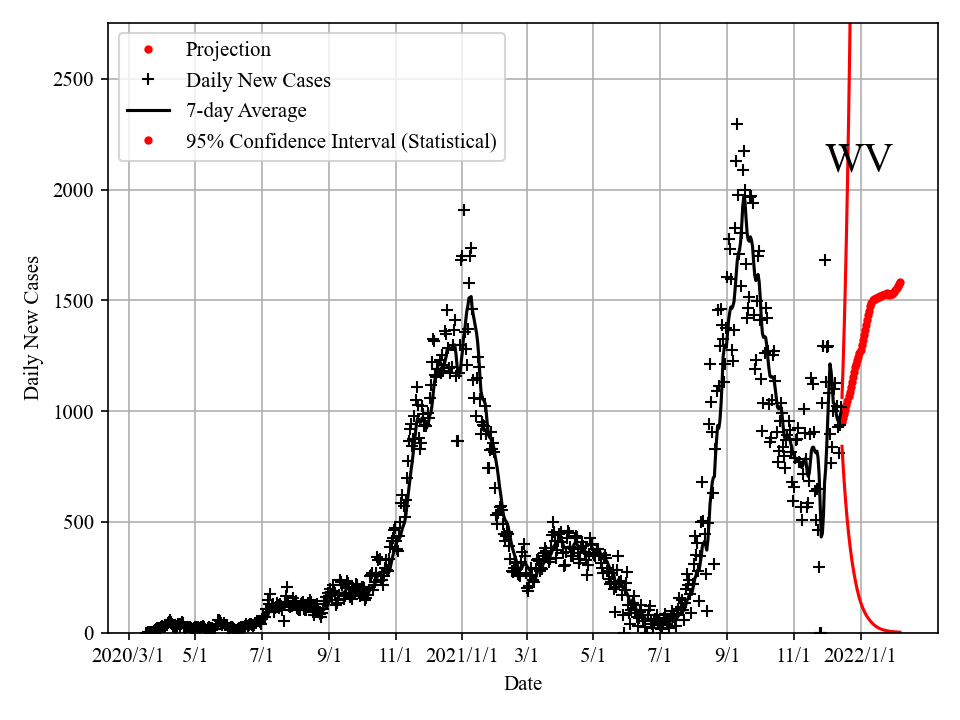 Projection
Daily New Cases
7-day Average
95% Confidence Interval (Statistical)
WV
Daily New Cases
2500
2000
1500
1000
500
0
2020/3/1 5/1 7/1 9/1 11/1 2021/1/1 3/1 5/1 7/1 9/1 11/1 2022/1/1
Date